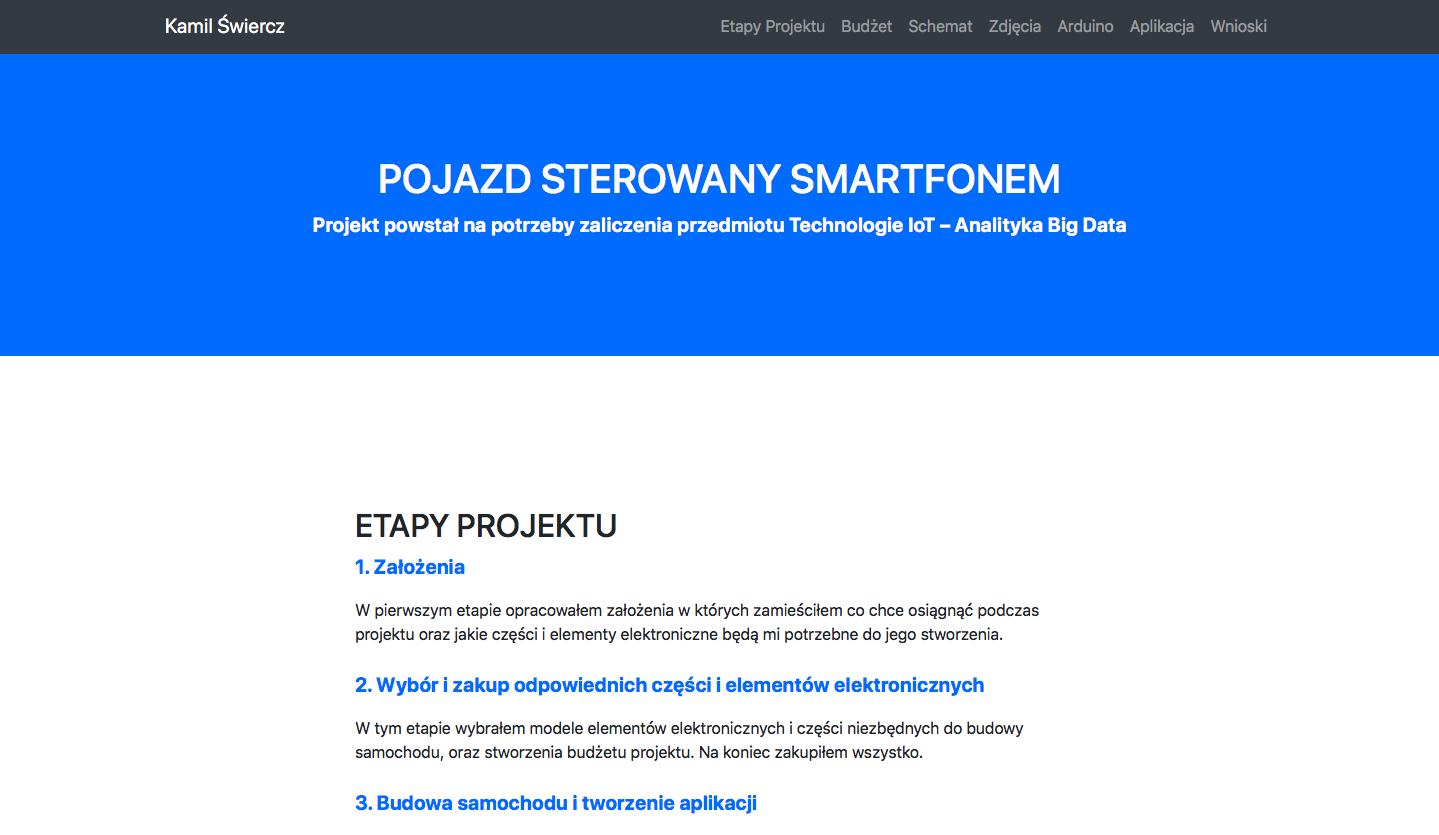 Kamil Świercz
Etapy Projektu Budżet Schemat Zdjęcia Arduino Aplikacja Wnioski
POJAZD STEROWANY SMARTFONEM
Projekt powstał na potrzeby zaliczenia przedmiotu Technologie IoT – Analityka Big Data
ETAPY PROJEKTU
1. Założenia
W pierwszym etapie opracowałem założenia w których zamieściłem co chce osiągnąć podczas
projektu oraz jakie części i elementy elektroniczne będą mi potrzebne do jego stworzenia.
2. Wybór i zakup odpowiednich części i elementów elektronicznych
W tym etapie wybrałem modele elementów elektronicznych i części niezbędnych do budowy
samochodu, oraz stworzenia budżetu projektu. Na koniec zakupiłem wszystko.
3. Budowa samochodu i tworzenie aplikacji